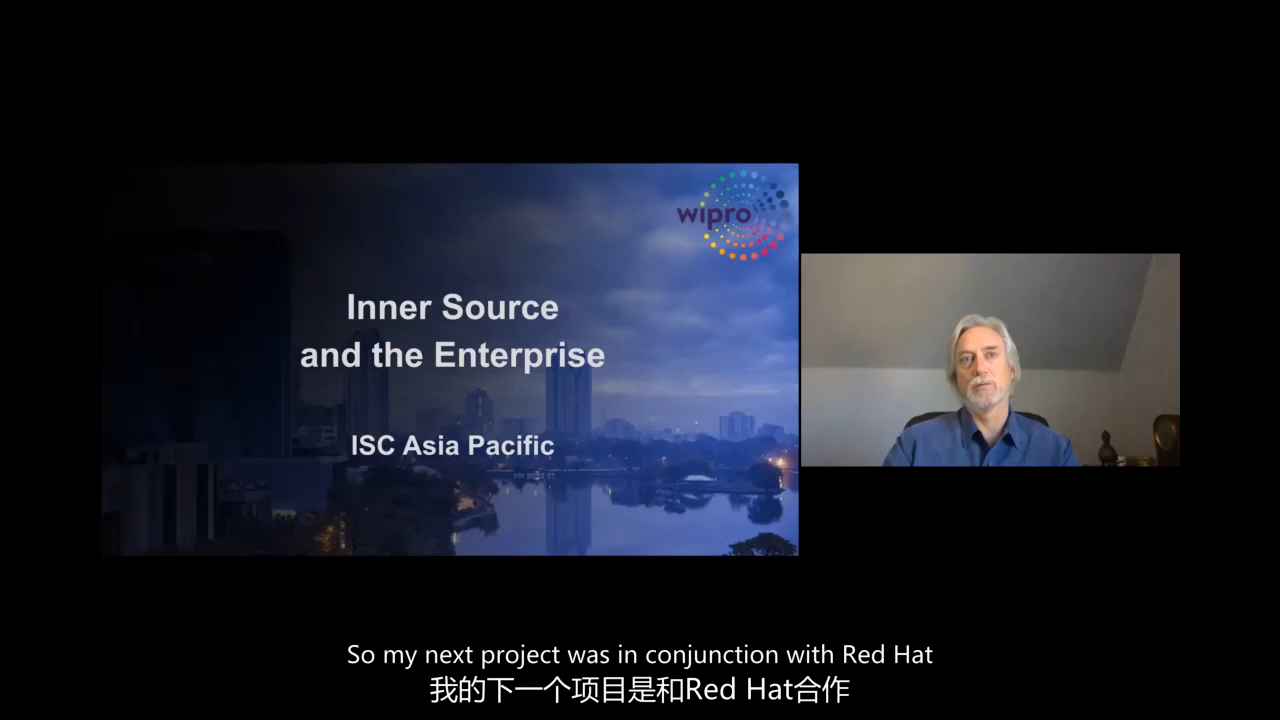 wipro
Inner Source
and the Enterprise
ISC Asia Pacific
So my next project was in conjunction with Red Hat
我的下一个项目是和Red Hat合作